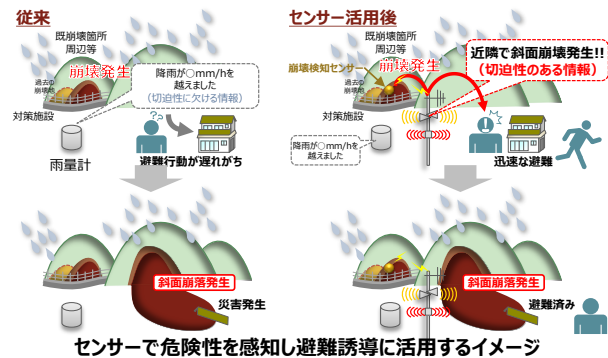 従来
既崩壊箇所
周辺等
崩壊発生
過去の
崩壊地
対策施設
降雨が○mm/hを
越えました
（切迫性に欠ける情報）
雨量計
??
避難行動が遅れがち
斜面崩落発生
災害発生
センサー活用後
既崩壊箇所
周辺等
崩壊検知センサー
崩壊発生
過去の
崩壊地
対策施設
近隣で斜面崩壊発生!!
（切迫性のある情報）
降雨が○mm/hを
越えました
!
迅速な避難
斜面崩落発生
避難済み
センサーで危険性を感知し避難誘導に活用するイメージ